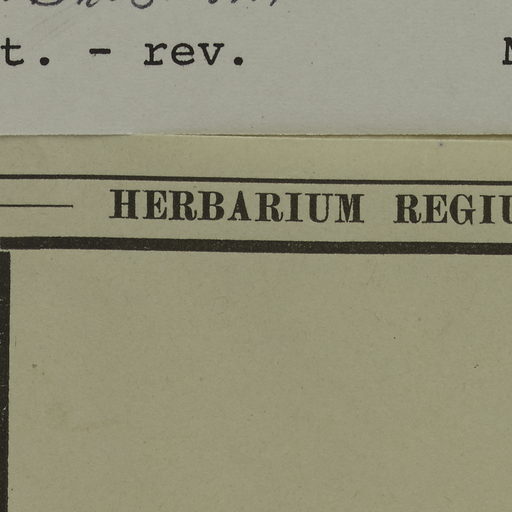 t. - rev.
HERBARIUM REGIU